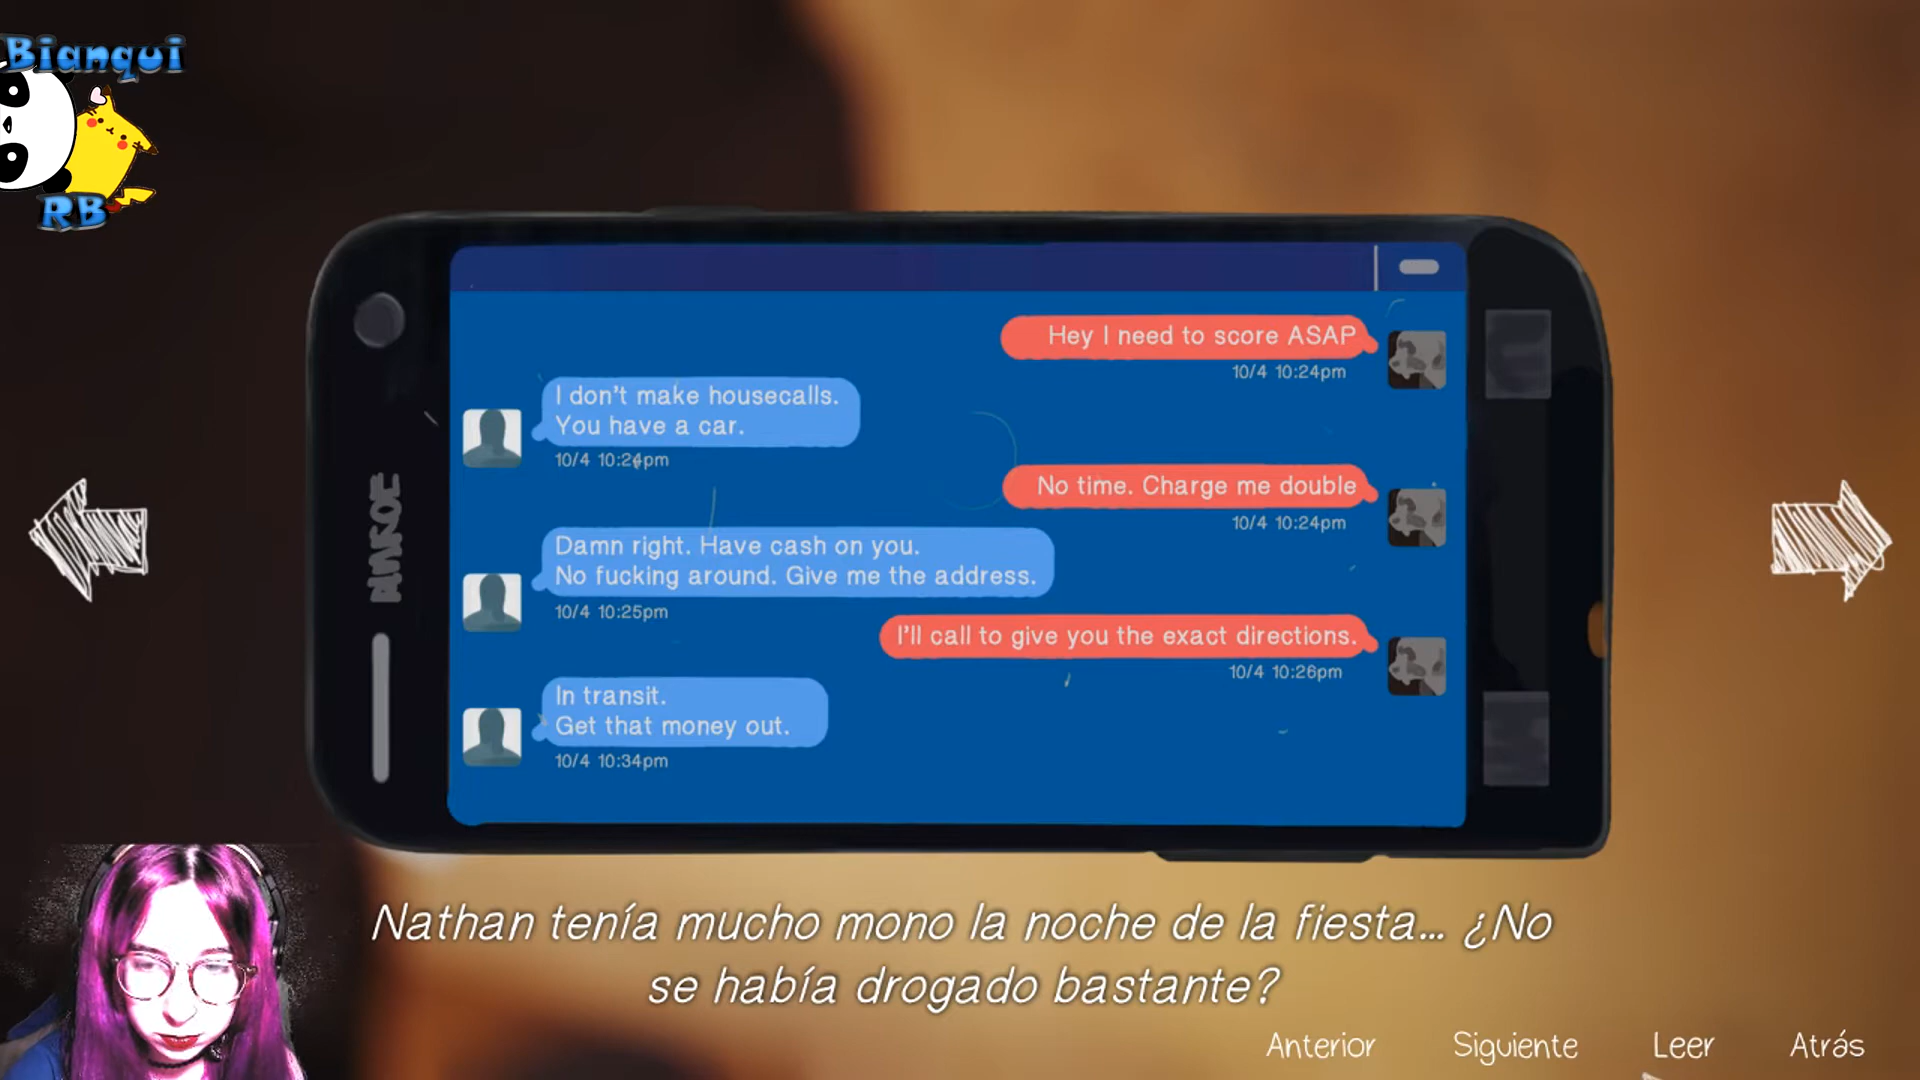 Bianqui
RB
Hey I need to score ASAP
10/4 10:24pm
I don't make housecalls.
You have a car.
10/4 10:24pm
No time. Charge me double
10/4 10:24pm
Damn right. Have cash on you.
No fucking around. Give me the address.
10/4 10:25pm
I'll call to give you the exact directions.
10/4 10:26pm
In transit.
Get that money out.
10/4 10:34pm
Nathan tenía mucho mono la noche de la fiesta... ¿No
se había drogado bastante?
Anterior Siguiente Leer Atrás